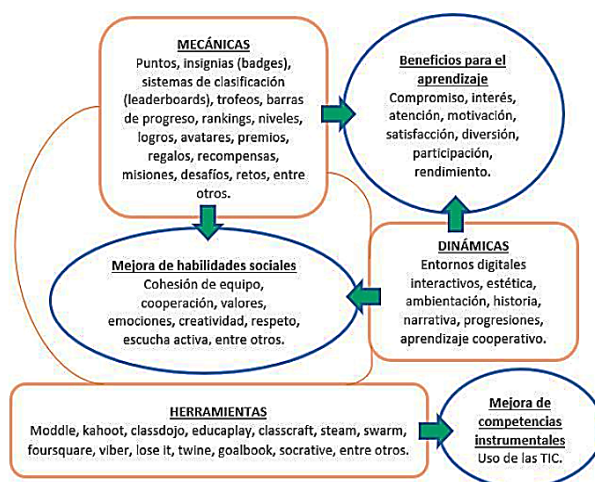 MECÁNICAS
Puntos, insignias (badges),
sistemas de clasificación
(leaderboards), trofeos, barras
de progreso, rankings, niveles,
logros, avatares, premios,
regalos, recompensas,
misiones, desafíos, retos, entre
otros.
Beneficios para el
aprendizaje
Compromiso, interés,
atención, motivación,
satisfacción, diversión,
participación,
rendimiento.
Mejora de habilidades sociales
Cohesión de equipo,
cooperación, valores,
emociones, creatividad, respeto,
escucha activa, entre otros.
DINÁMICAS
Entornos digitales
interactivos, estética,
ambientación, historia,
narrativa, progresiones,
aprendizaje cooperativo.
HERRAMIENTAS
Moddle, kahoot, classdojo, educaplay, classcraft, steam, swarm,
foursquare, viber, lose it, twine, goalbook, socrative, entre otros.
Mejora de
competencias
instrumentales
Uso de las TIC.